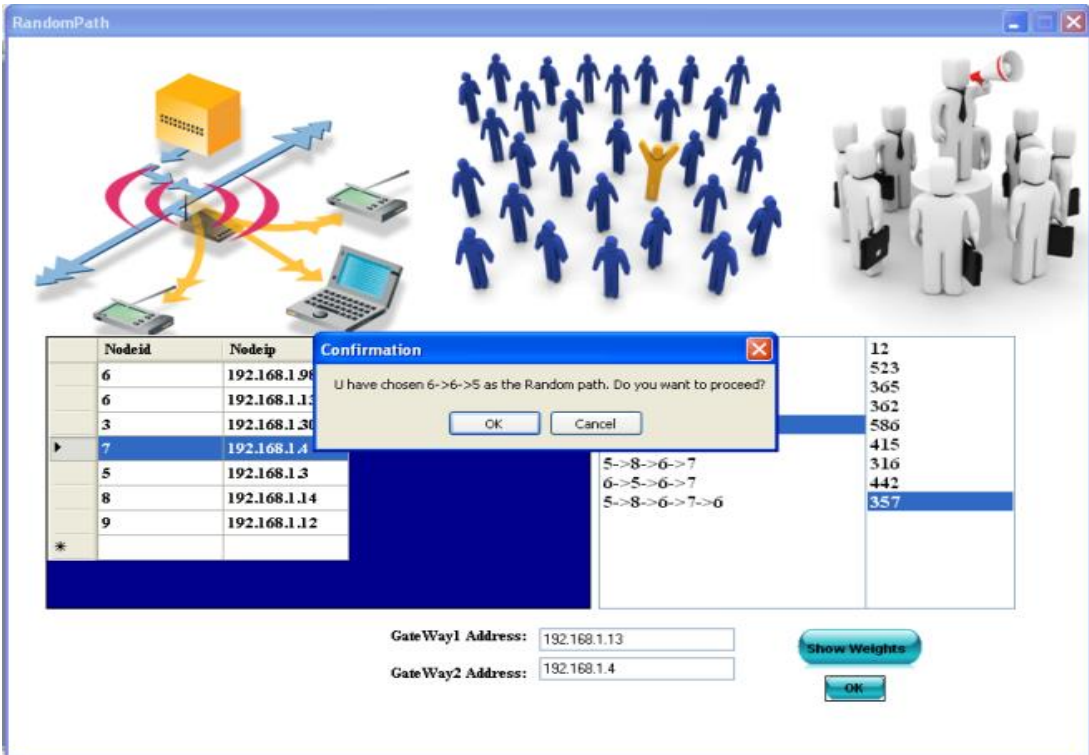 RandomPath
Nodeid Nodeip
6 192.168.1.98
6 192.168.1.13
3 192.168.1.30
7 192.168.1.4
5 192.168.1.3
8 192.168.1.14
9 192.168.1.12
Confirmation
U have chosen 6->6->5 as the Random path. Do you want to proceed?
OK Cancel
5->8->6->7
6->5->6->7
5->8->6->7->6
12
523
365
362
586
415
316
442
357
GateWay1 Address: 192.168.1.13
GateWay2 Address: 192.168.1.4
Show Weights
OK